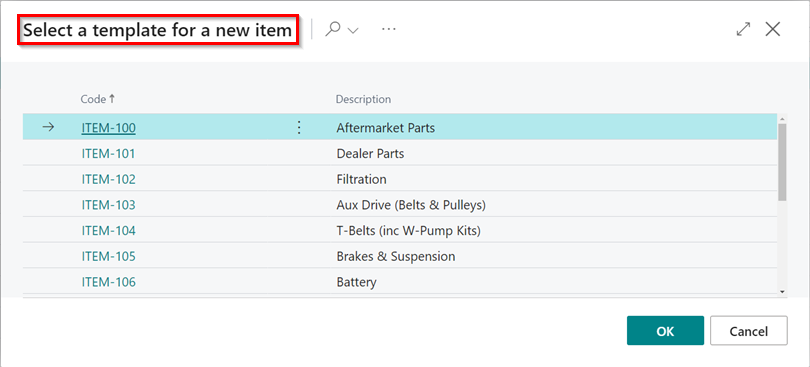 Select a template for a new item
Code↑ Description
ITEM-100 Aftermarket Parts
ITEM-101 Dealer Parts
ITEM-102 Filtration
ITEM-103 Aux Drive (Belts & Pulleys)
ITEM-104 T-Belts (inc W-Pump Kits)
ITEM-105 Brakes & Suspension
ITEM-106 Battery
OK Cancel